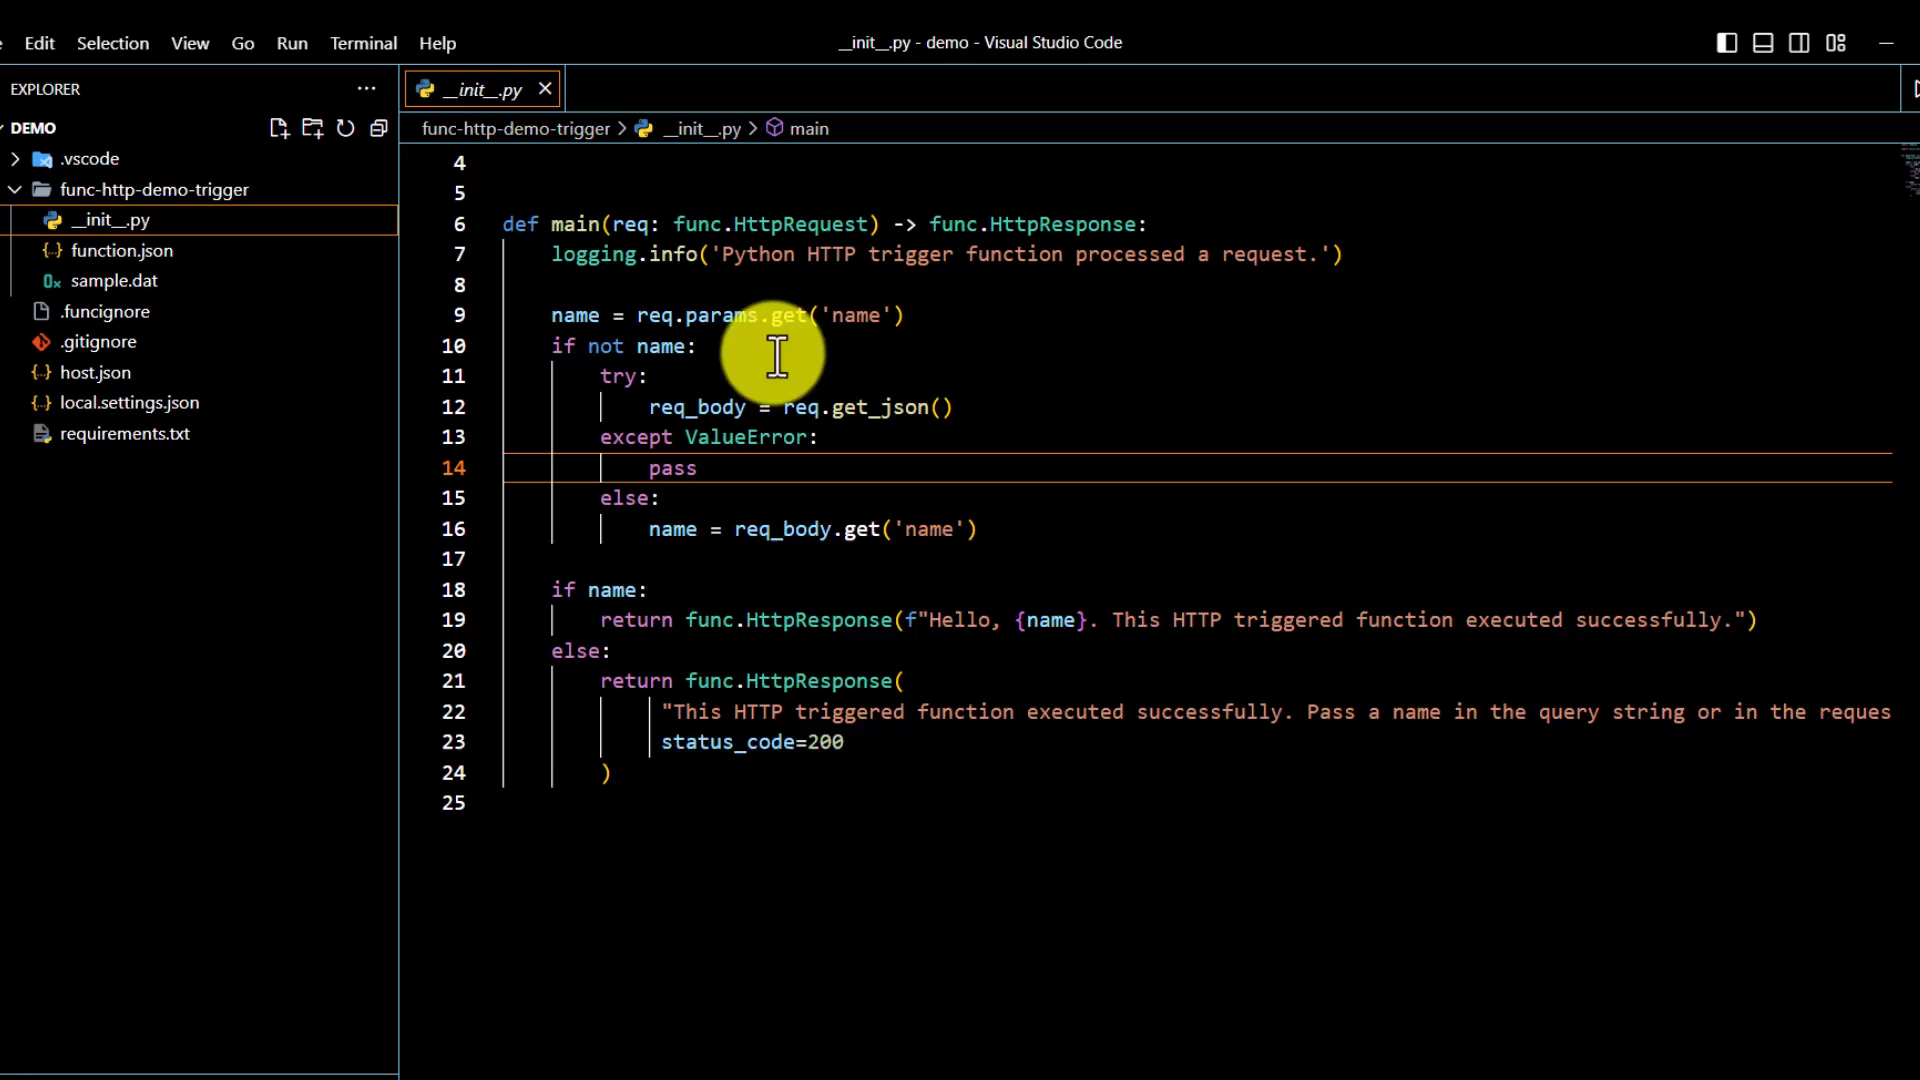 Edit Selection View Go Run Terminal Help
__init__.py - demo - Visual Studio Code
EXPLORER
DEMO
.vscode
func-http-demo-trigger
__init__.py
function.json
sample.dat
.funcignore
.gitignore
host.json
local.settings.json
requirements.txt
__init__.py
func-http-demo-trigger > __init__.py > main
4
5
6 def main(req: func.HttpRequest) -> func.HttpResponse:
7     logging.info('Python HTTP trigger function processed a request.')
8
9     name = req.params.get('name')
10     if not name:
11         try:
12             req_body = req.get_json()
13         except ValueError:
14             pass
15         else:
16             name = req_body.get('name')
17
18     if name:
19         return func.HttpResponse(f"Hello, {name}. This HTTP triggered function executed successfully.")
20     else:
21         return func.HttpResponse(
22              "This HTTP triggered function executed successfully. Pass a name in the query string or in the reques
23              status_code=200
24         )
25